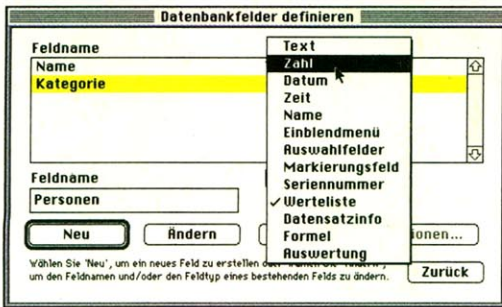 Datenbankfelder definieren
Feldname
Name
Kategorie
Text
Zahl
Datum
Zeit
Name
Einblendmenü
Auswahlfelder
Markierungsfeld
Seriennummer
✓Werteliste
Datensatzinfo
Formel
Auswertung
Feldname
Personen
Neu
Ändern
ionen...
Wählen Sie 'Neu', um ein neues Feld zu erstellen
um den Feldnamen und/oder den Feldtyp eines bestehenden Felds zu ändern.
Zurück